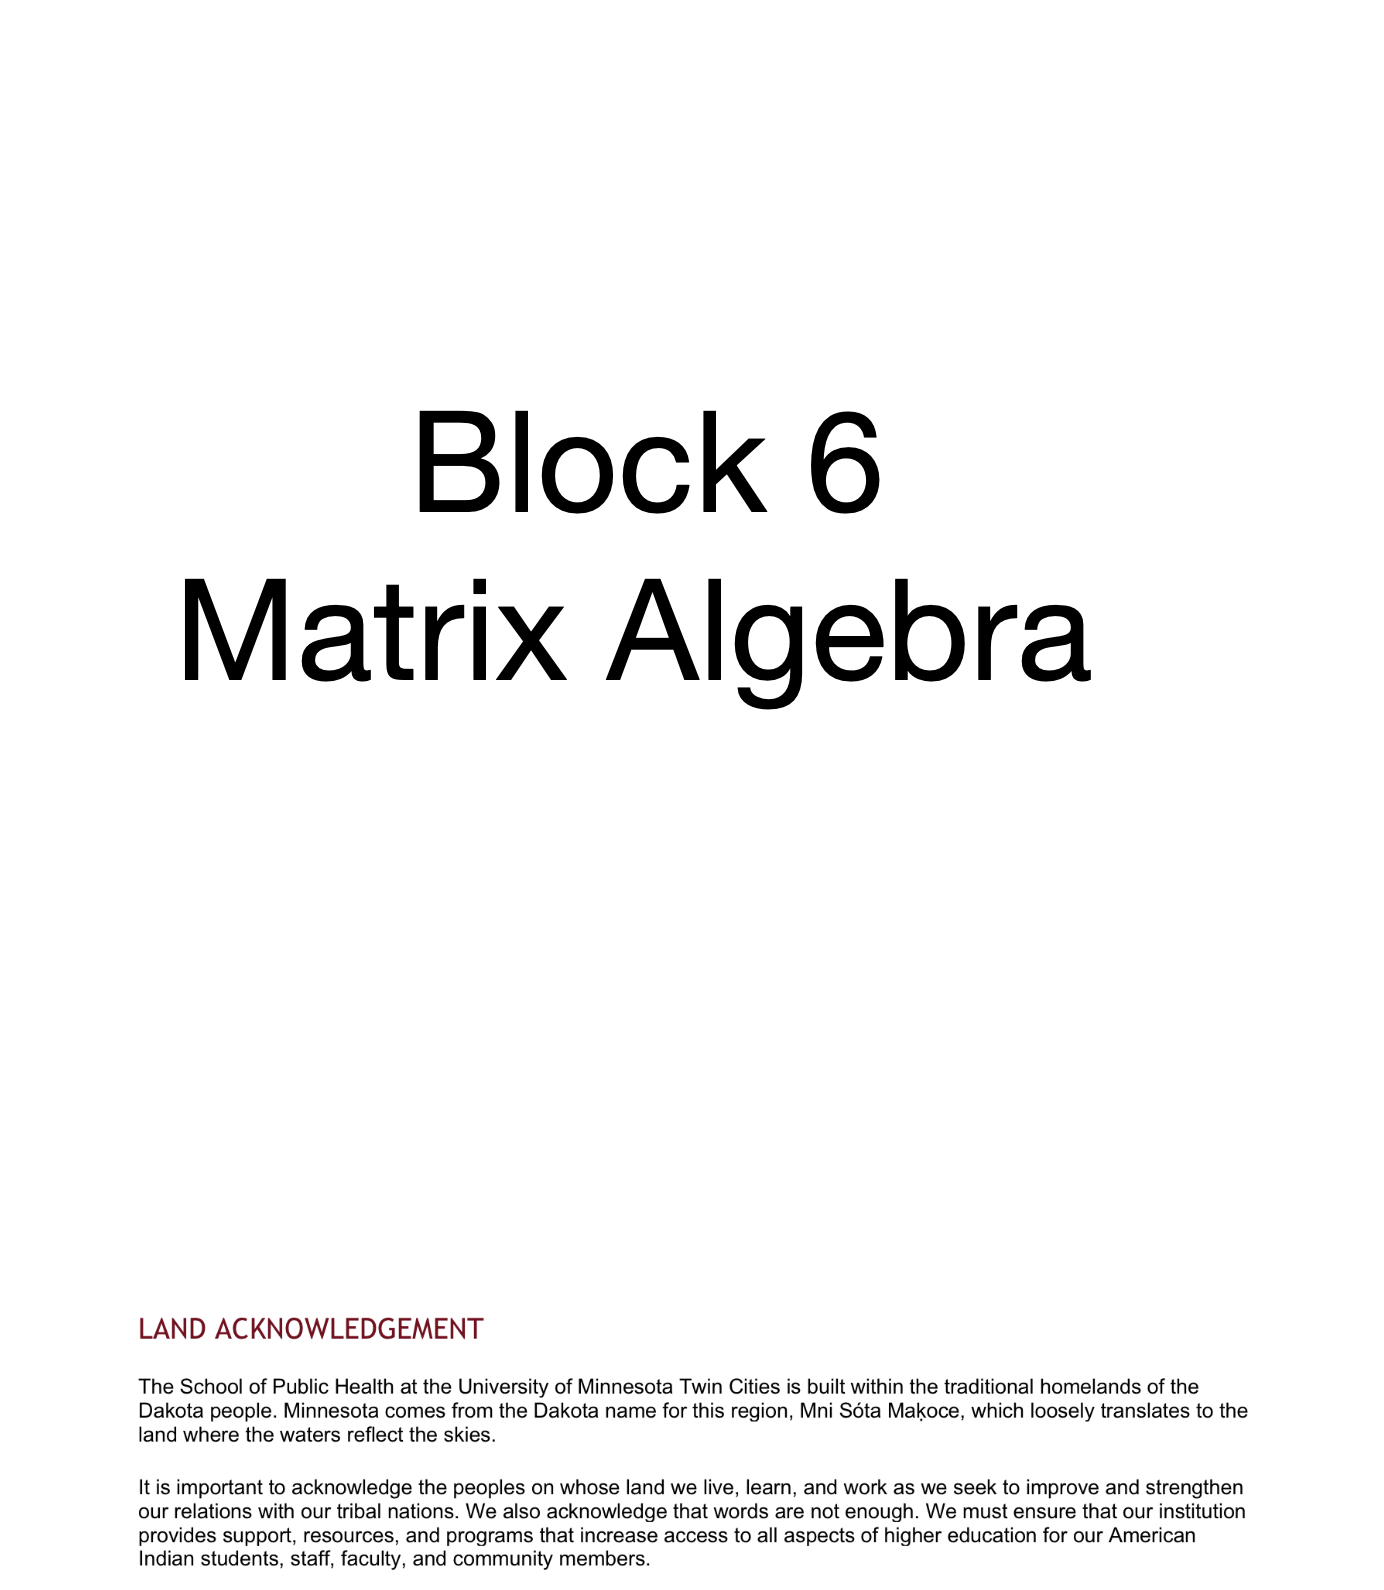 Block 6
Matrix Algebra
LAND ACKNOWLEDGEMENT
The School of Public Health at the University of Minnesota Twin Cities is built within the traditional homelands of the
Dakota people. Minnesota comes from the Dakota name for this region, Mni Sóta Maḳoce, which loosely translates to the
land where the waters reflect the skies.
It is important to acknowledge the peoples on whose land we live, learn, and work as we seek to improve and strengthen
our relations with our tribal nations. We also acknowledge that words are not enough. We must ensure that our institution
provides support, resources, and programs that increase access to all aspects of higher education for our American
Indian students, staff, faculty, and community members.